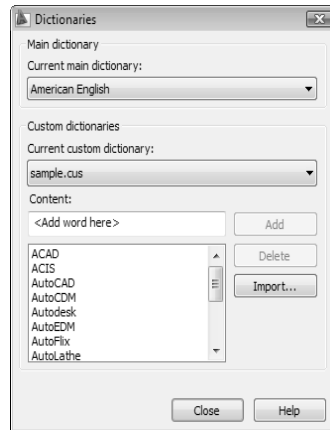 Dictionaries
Main dictionary
Current main dictionary:
American English
Custom dictionaries
Current custom dictionary:
sample.cus
Content:
<Add word here>
Add
ACAD
ACIS
AutoCAD
AutoCDM
Autodesk
AutoEDM
AutoFlix
AutoLathe
Delete
Import...
Close
Help